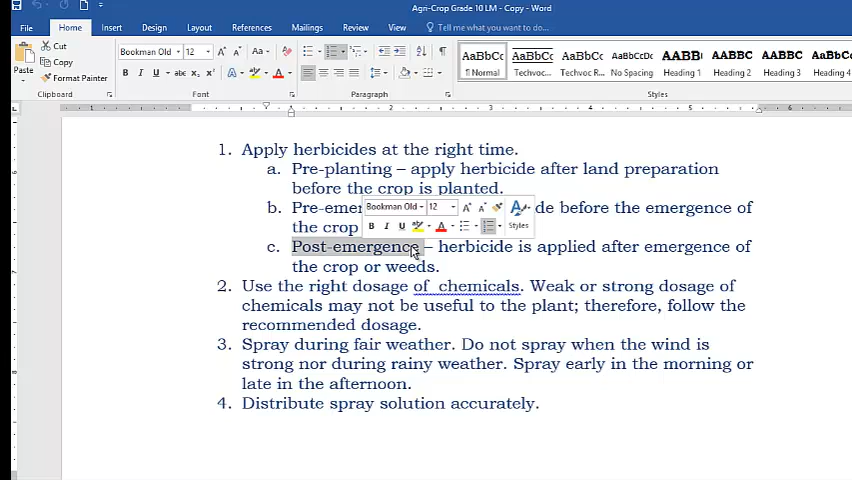 Agri-Crop Grade 10 LM - Copy - Word
File Home Insert Design Layout References Mailings Review View Tell me what you want to do...
Cut
Copy
Format Painter
Paste
Bookman Old 12
Clipboard Font Paragraph Styles
AaBbCc AaBbCc AaBbCc AaBbCcDc AABB AABBCC AABBCC AABBCC
¶ Normal Techvoc... Techvoc R... No Spacing Heading 1 Heading 2 Heading 3 Heading 4
1. Apply herbicides at the right time.
a. Pre-planting – apply herbicide after land preparation
before the crop is planted.
Bookman Old 12
Styles
b. Pre-emer de before the emergence of
the crop
c. Post-emergence – herbicide is applied after emergence of
the crop or weeds.
2. Use the right dosage of chemicals. Weak or strong dosage of
chemicals may not be useful to the plant; therefore, follow the
recommended dosage.
3. Spray during fair weather. Do not spray when the wind is
strong nor during rainy weather. Spray early in the morning or
late in the afternoon.
4. Distribute spray solution accurately.